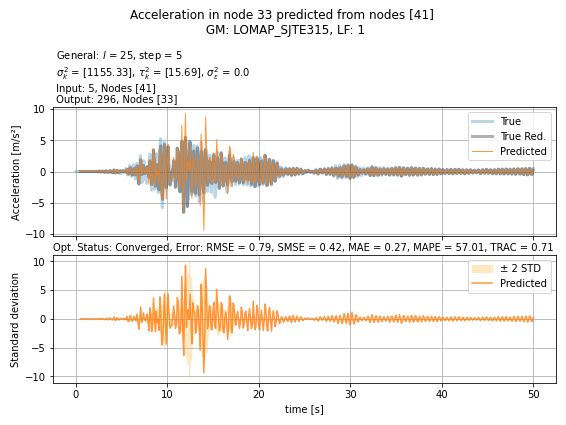 Acceleration in node 33 predicted from nodes [41]
GM: LOMAP_SJTE315, LF: 1
General: l = 25, step = 5
σ²ₖ = [1155.33], τ²ₖ = [15.69], σ²ε = 0.0
Input: 5, Nodes [41]
Output: 296, Nodes [33]
Acceleration [m/s²]
10
5
0
−5
−10
True
True Red.
Predicted
Opt. Status: Converged, Error: RMSE = 0.79, SMSE = 0.42, MAE = 0.27, MAPE = 57.01, TRAC = 0.71
Standard deviation
10
5
0
−5
−10
± 2 STD
Predicted
0 10 20 30 40 50
time [s]